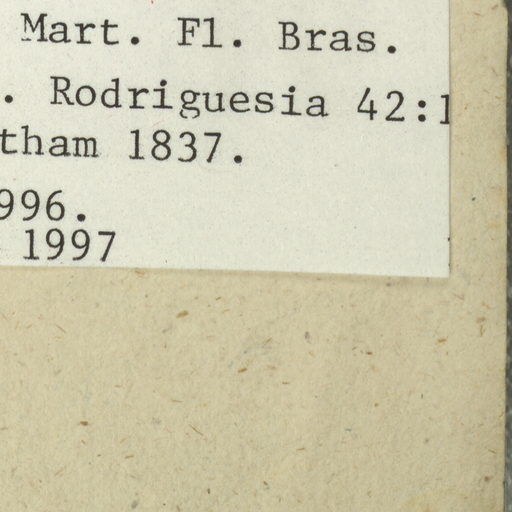 Mart. Fl. Bras.
. Rodriguesia 42:1
tham 1837.
996.
1997